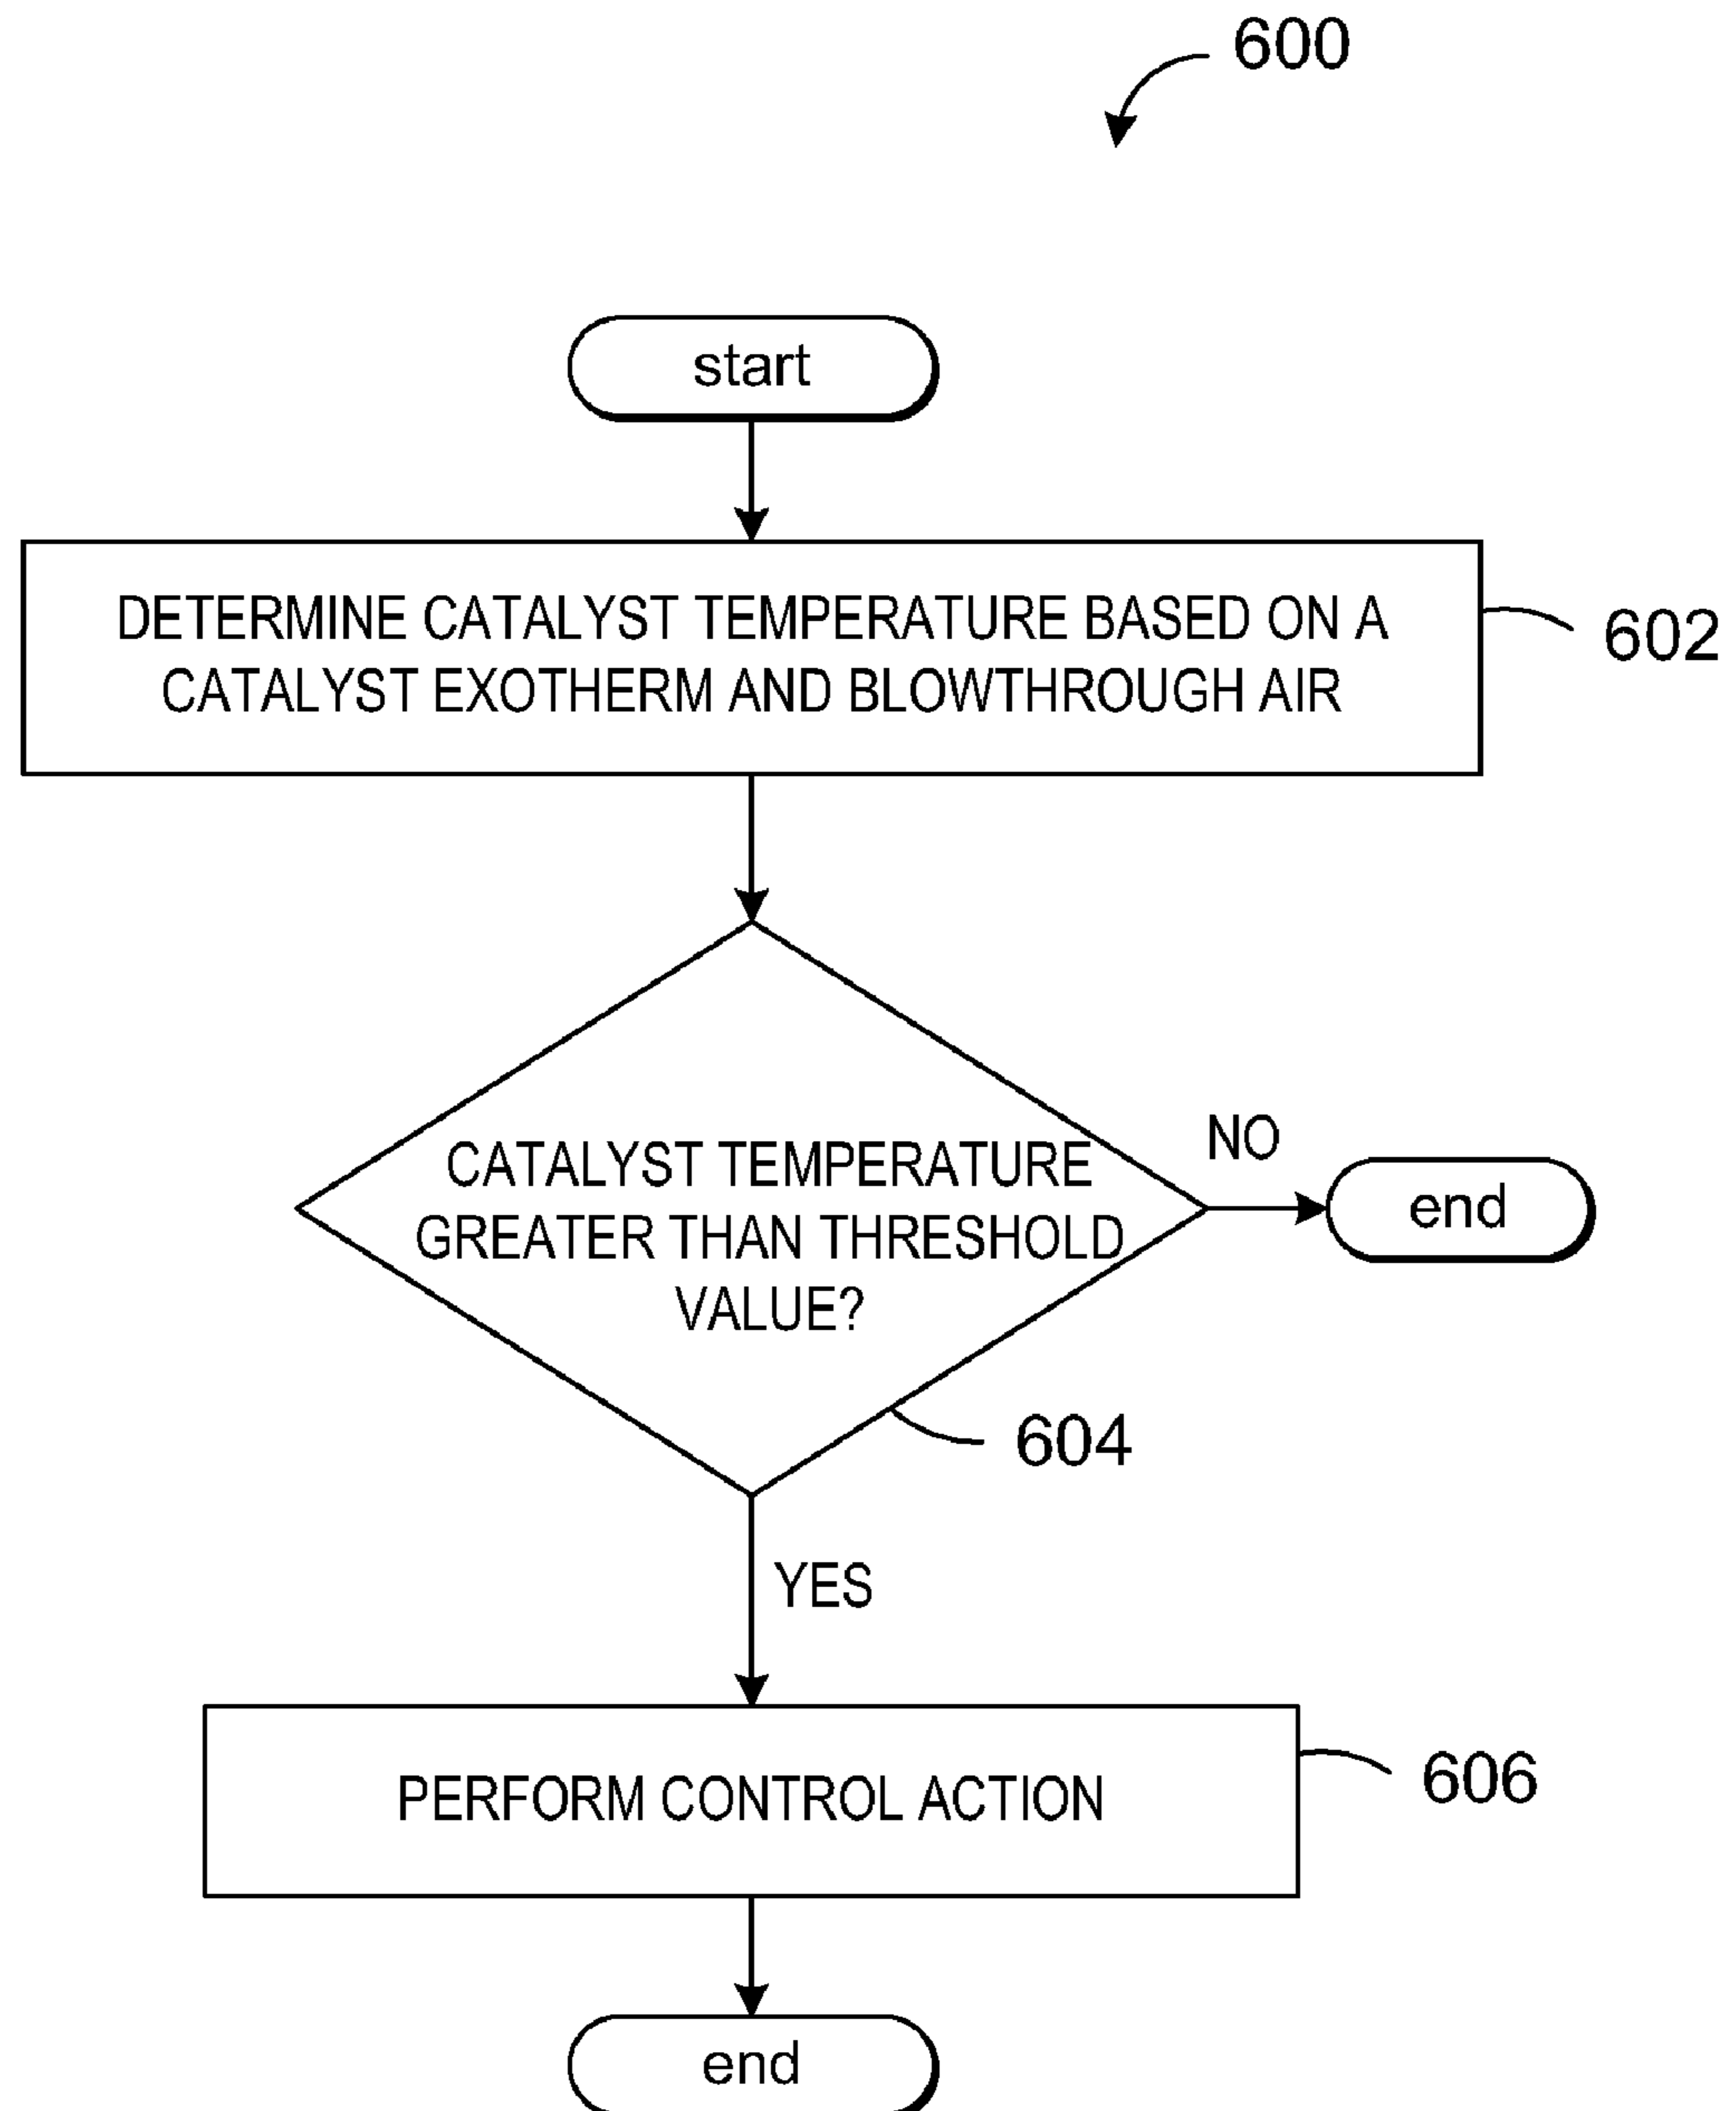 600
start
DETERMINE CATALYST TEMPERATURE BASED ON A
CATALYST EXOTHERM AND BLOWTHROUGH AIR
602
CATALYST TEMPERATURE
GREATER THAN THRESHOLD
VALUE?
NO
end
604
YES
PERFORM CONTROL ACTION
606
end